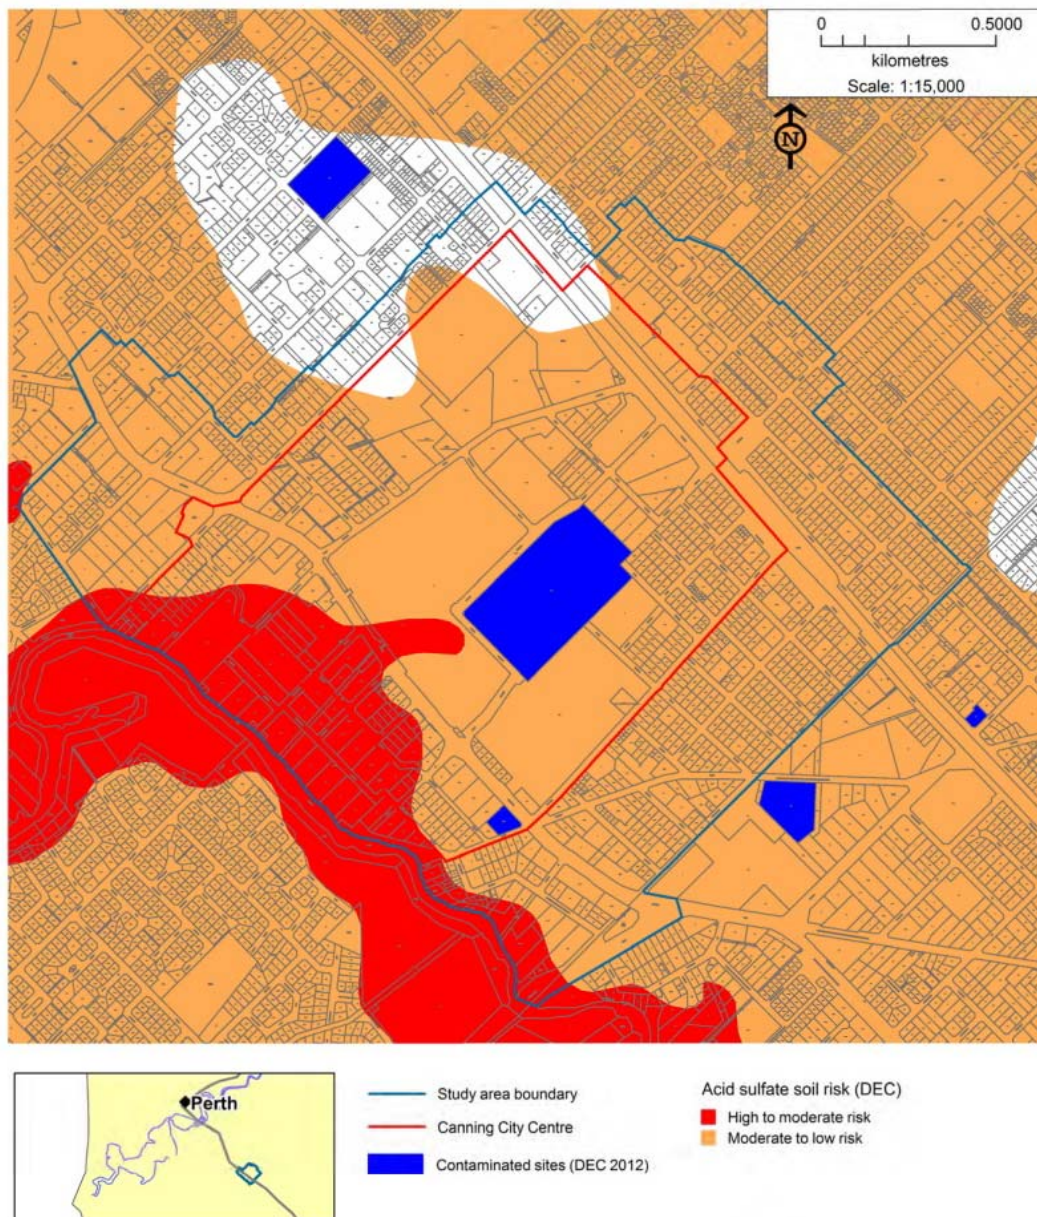 0 0.5000
kilometres
Scale: 1:15,000
N
Perth
Study area boundary
Canning City Centre
Contaminated sites (DEC 2012)
Acid sulfate soil risk (DEC)
High to moderate risk
Moderate to low risk